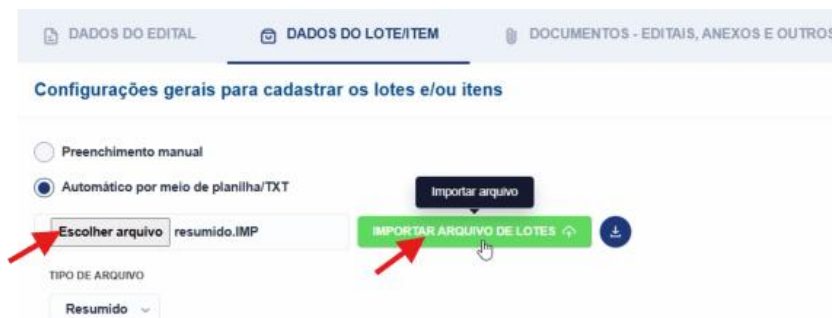 DADOS DO EDITAL DADOS DO LOTE/ITEM DOCUMENTOS - EDITAIS, ANEXOS E OUTROS
Configurações gerais para cadastrar os lotes e/ou itens
Preenchimento manual
Automático por meio de planilha/TXT
Importar arquivo
Escolher arquivo resumido.IMP IMPORTAR ARQUIVO DE LOTES
TIPO DE ARQUIVO
Resumido